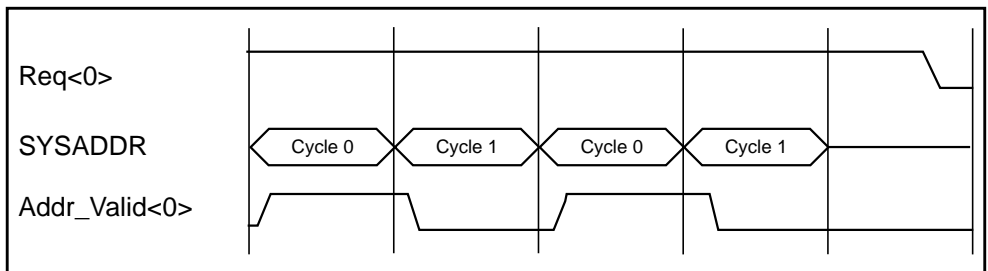 Req<0>
SYSADDR Cycle 0 Cycle 1 Cycle 0 Cycle 1
Addr_Valid<0>